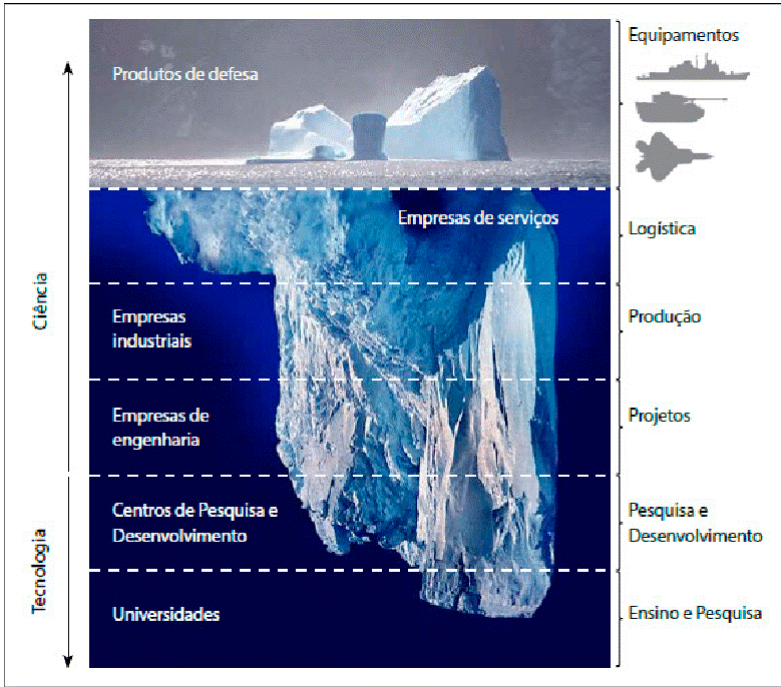 Equipamentos
Produtos de defesa
Empresas de serviços
Logística
Ciência
Empresas
industriais
Produção
Empresas de
engenharia
Projetos
Centros de Pesquisa e
Desenvolvimento
Pesquisa e
Desenvolvimento
Tecnologia
Universidades
Ensino e Pesquisa